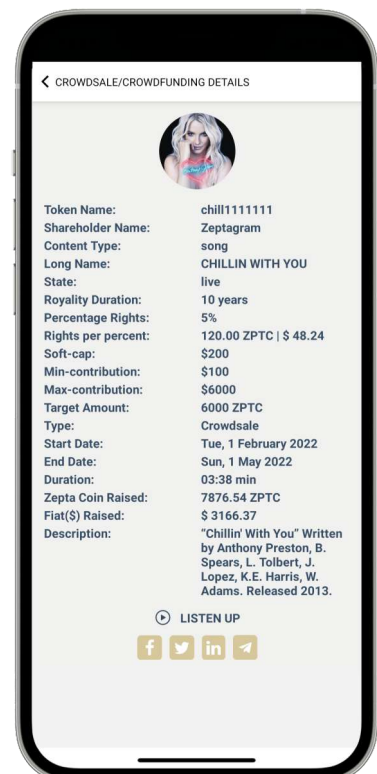 CROWDSALE/CROWDFUNDING DETAILS
Token Name: chill1111111
Shareholder Name: Zeptagram
Content Type: song
Long Name: CHILLIN WITH YOU
State: live
Royality Duration: 10 years
Percentage Rights: 5%
Rights per percent: 120.00 ZPTC | $ 48.24
Soft-cap: $200
Min-contribution: $100
Max-contribution: $6000
Target Amount: 6000 ZPTC
Type: Crowdsale
Start Date: Tue, 1 February 2022
End Date: Sun, 1 May 2022
Duration: 03:38 min
Zepta Coin Raised: 7876.54 ZPTC
Fiat($) Raised: $ 3166.37
Description: “Chillin' With You” Written
by Anthony Preston, B.
Spears, L. Tolbert, J.
Lopez, K.E. Harris, W.
Adams. Released 2013.
LISTEN UP
f in